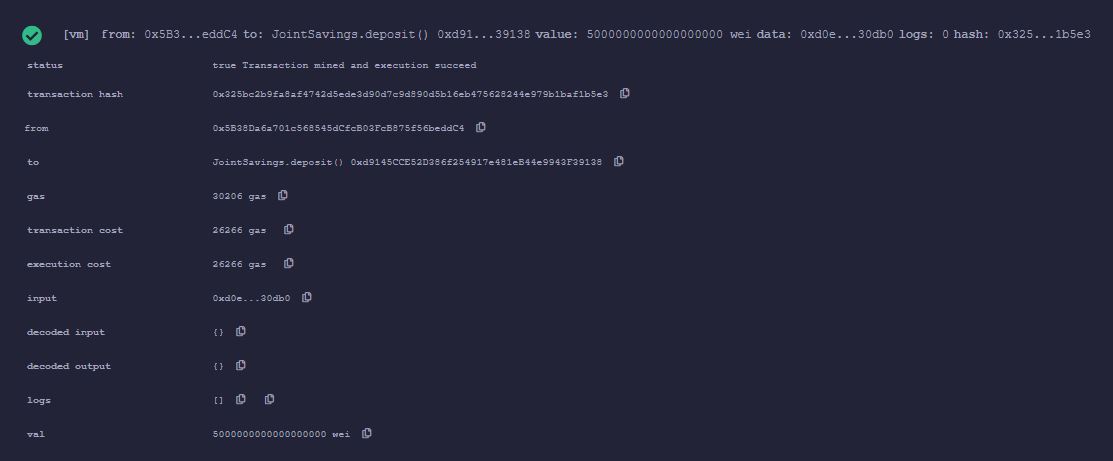 [vm] from: 0x5B3...eddC4 to: JointSavings.deposit() 0xd91...39138 value: 5000000000000000000 wei data: 0xd0e...30db0 logs: 0 hash: 0x325...1b5e3
status true Transaction mined and execution succeed
transaction hash 0x325bc2b9fa8af4742d5ede3d90d7c9d890d5b16eb475628244e979b1baf1b5e3
from 0x5B38Da6a701c568545dCfcB03FcB875f56beddC4
to JointSavings.deposit() 0xd9145CCE52D386f254917e481eB44e9943F39138
gas 30206 gas
transaction cost 26266 gas
execution cost 26266 gas
input 0xd0e...30db0
decoded input {}
decoded output {}
logs []
val 5000000000000000000 wei